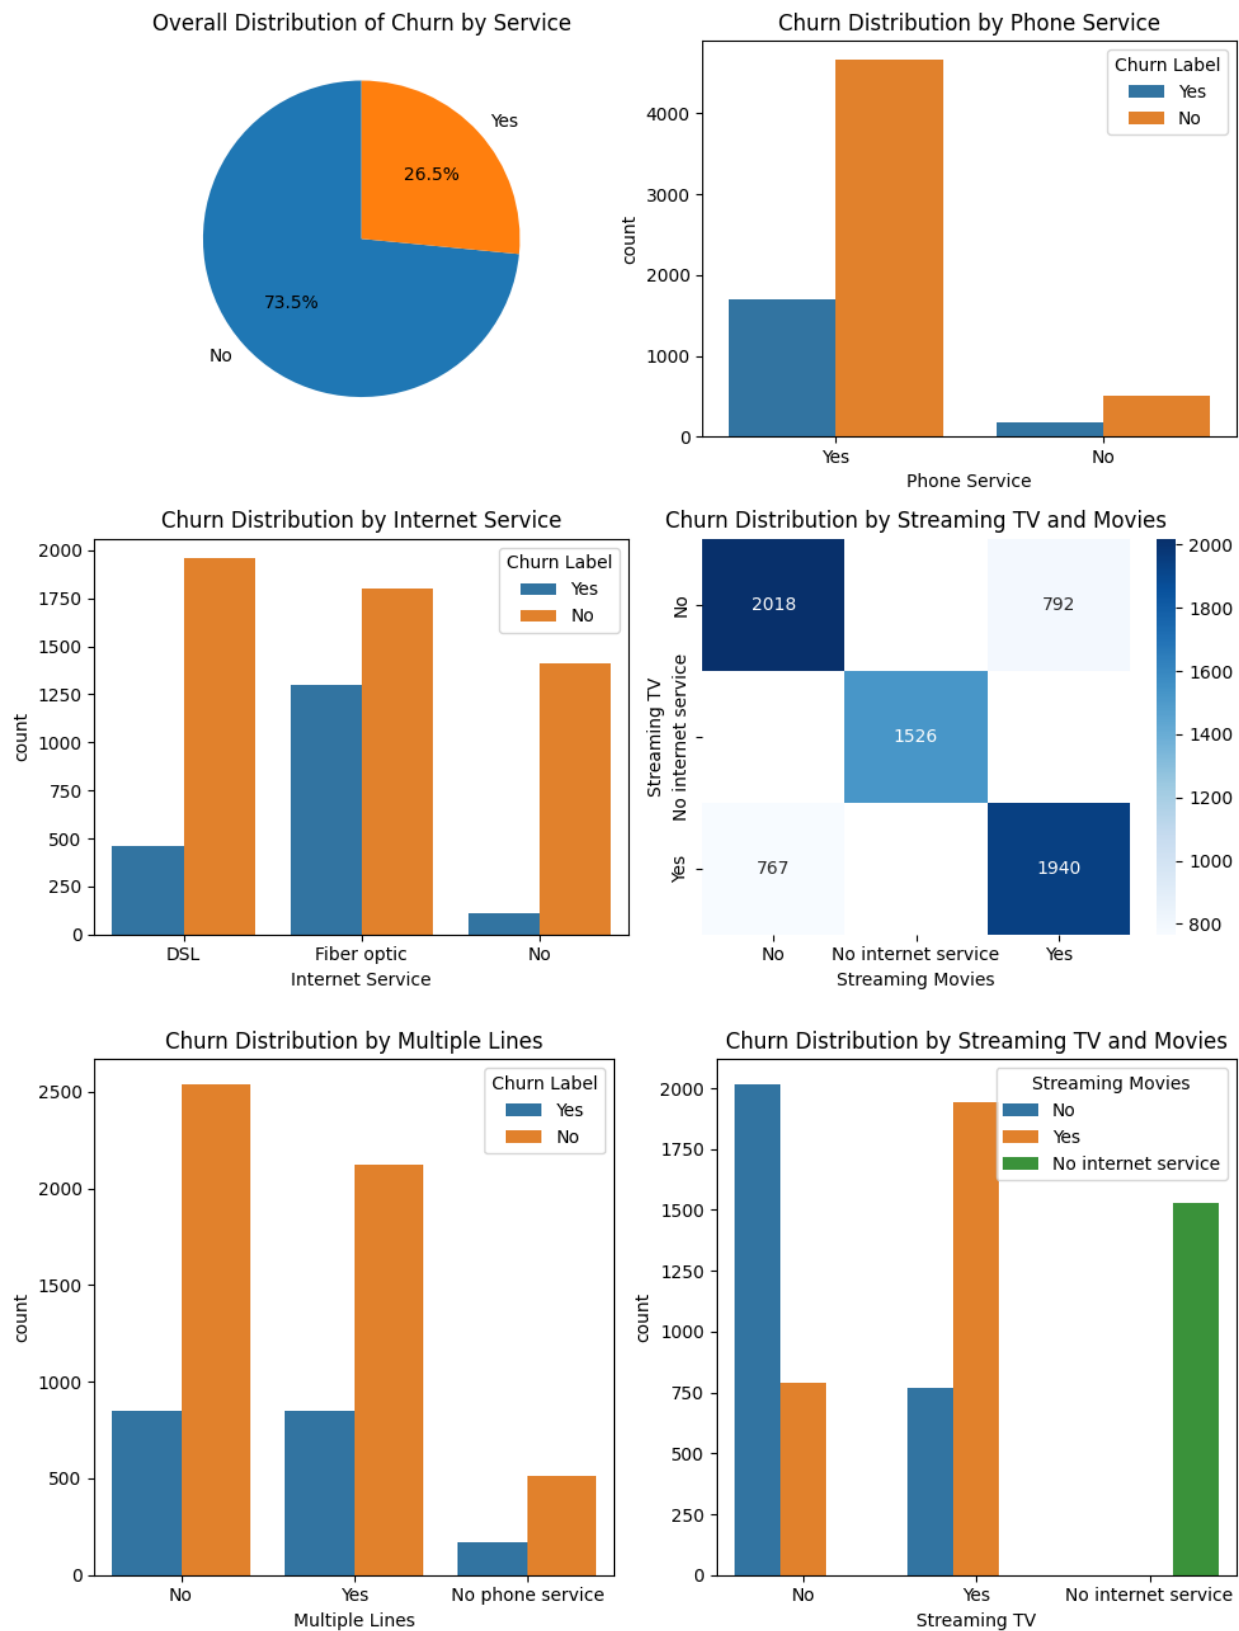 Overall Distribution of Churn by Service
Yes
26.5%
73.5%
No
Churn Distribution by Phone Service
Churn Label
Yes
No
4000
3000
2000
1000
0
count
Yes No
Phone Service
Churn Distribution by Internet Service
Churn Label
Yes
No
2000
1750
1500
1250
1000
750
500
250
0
count
DSL Fiber optic No
Internet Service
Churn Distribution by Streaming TV and Movies
No
No internet service
Yes
Streaming TV
2018 792
1526
767 1940
No No internet service Yes
Streaming Movies
2000
1800
1600
1400
1200
1000
800
Churn Distribution by Multiple Lines
Churn Label
Yes
No
2500
2000
1500
1000
500
0
count
No Yes No phone service
Multiple Lines
Churn Distribution by Streaming TV and Movies
Streaming Movies
No
Yes
No internet service
2000
1750
1500
1250
1000
750
500
250
0
count
No Yes No internet service
Streaming TV